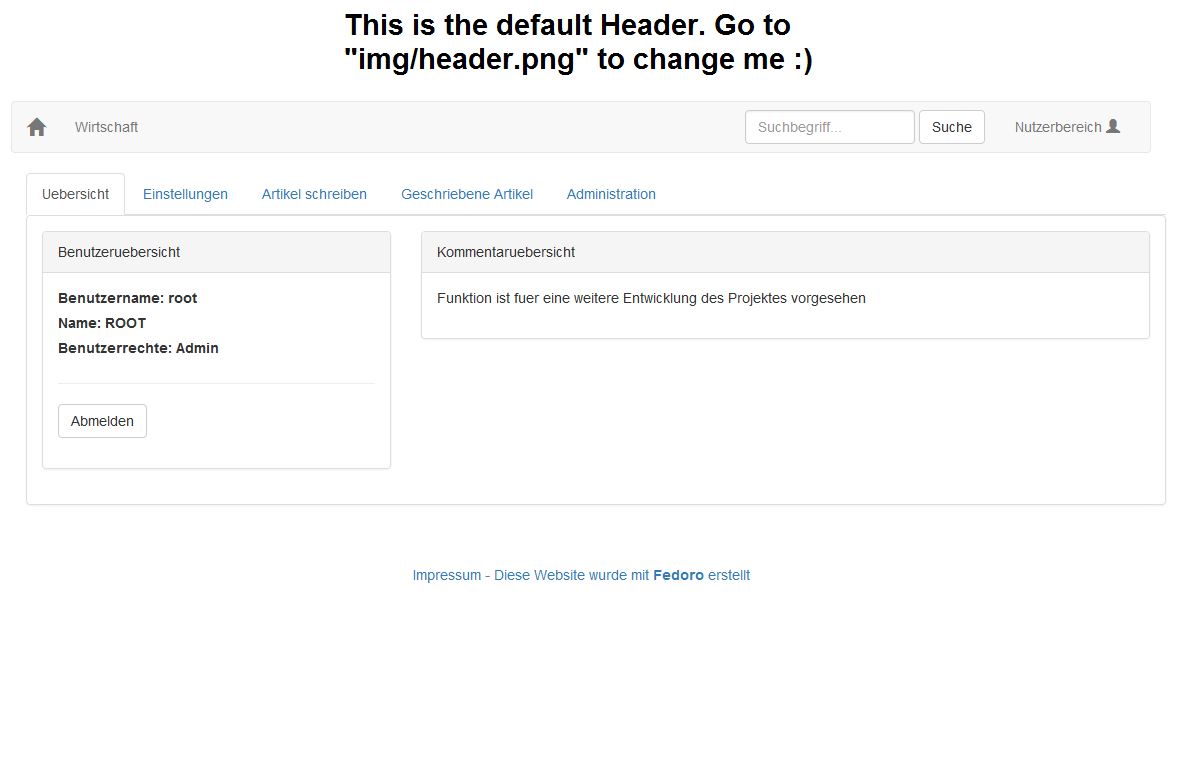 This is the default Header. Go to
"img/header.png" to change me :)
Wirtschaft
Suchbegriff...
Suche
Nutzerbereich
Uebersicht
Einstellungen
Artikel schreiben
Geschriebene Artikel
Administration
Benutzeruebersicht
Benutzername: root
Name: ROOT
Benutzerrechte: Admin
Abmelden
Kommentaruebersicht
Funktion ist fuer eine weitere Entwicklung des Projektes vorgesehen
Impressum - Diese Website wurde mit Fedoro erstellt